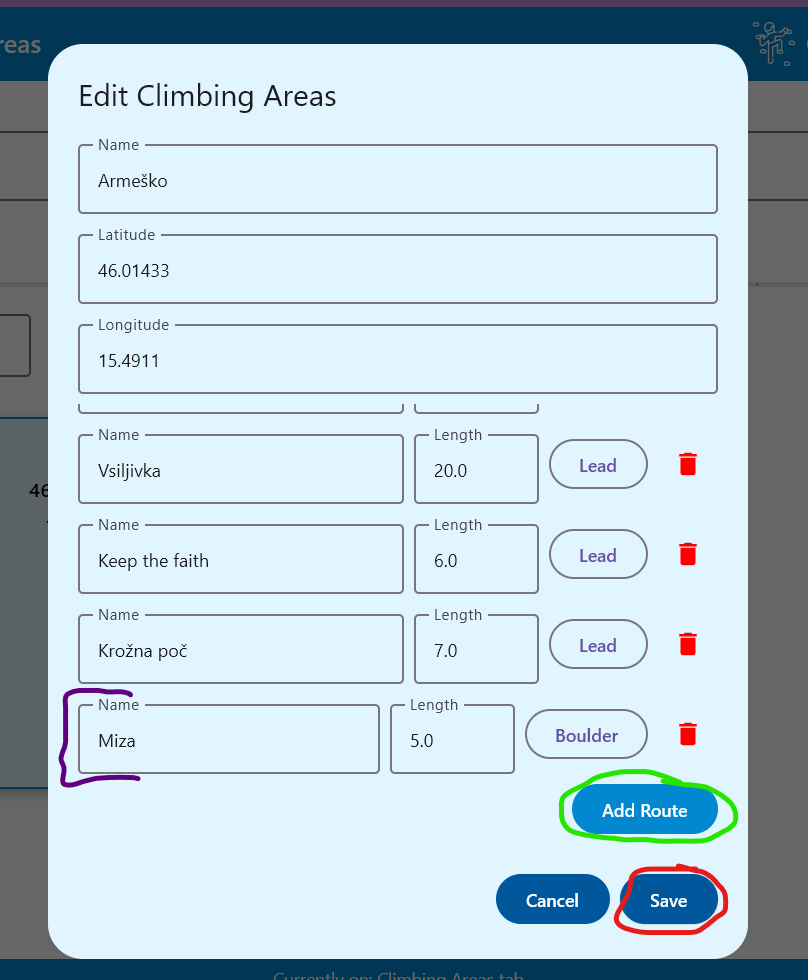 reas
Edit Climbing Areas
Name
Armeško
Latitude
46.01433
Longitude
15.4911
Name Length
Vsiljivka 20.0 Lead
46
Name Length
Keep the faith 6.0 Lead
Name Length
Krožna poč 7.0 Lead
Name Length
Miza 5.0 Boulder
Add Route
Cancel Save
Currently on: Climbing Areas tab